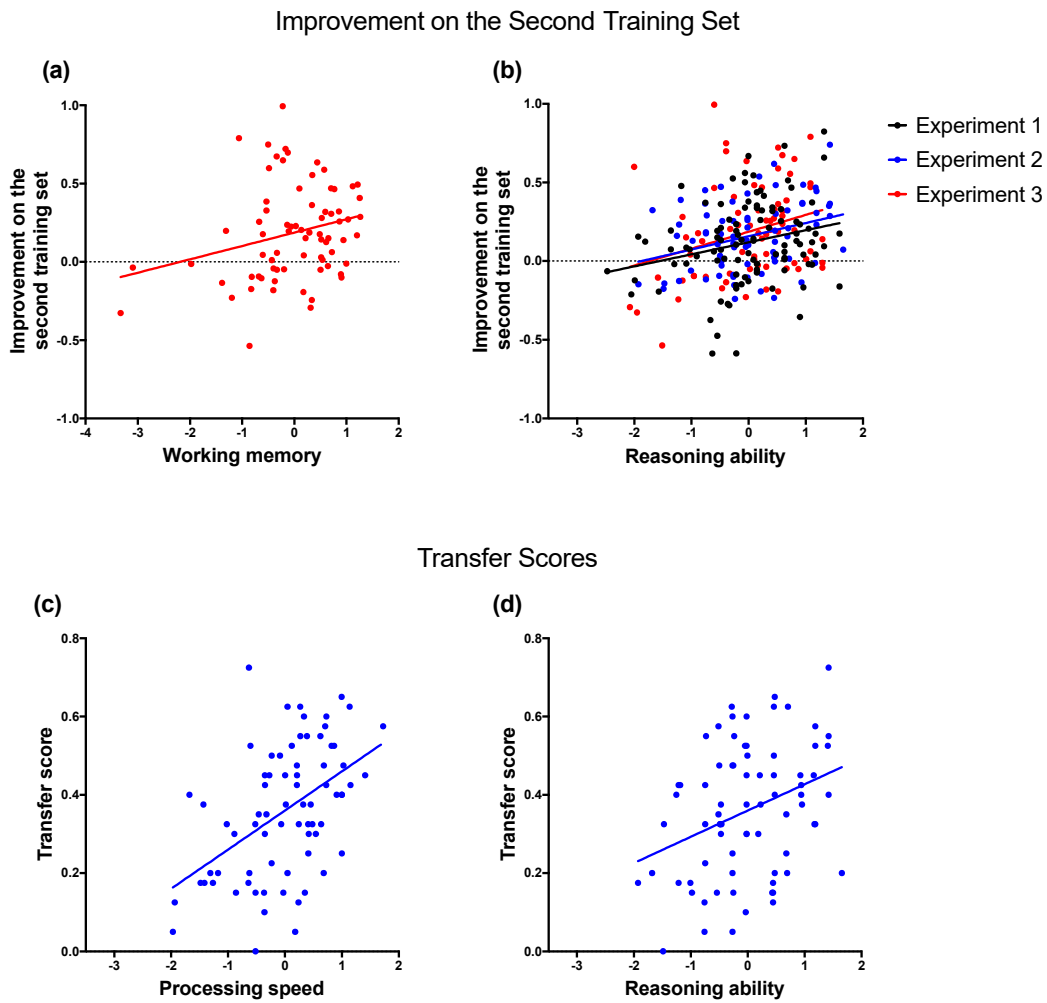 Improvement on the Second Training Set
(a)
Improvement on the
second training set
1.0
0.5
0.0
-0.5
-1.0
-4 -3 -2 -1 0 1 2
Working memory
(b)
Improvement on the
second training set
1.0
0.5
0.0
-0.5
-1.0
-3 -2 -1 0 1 2
Reasoning ability
Experiment 1
Experiment 2
Experiment 3
Transfer Scores
(c)
Transfer score
0.8
0.6
0.4
0.2
0.0
-3 -2 -1 0 1 2
Processing speed
(d)
Transfer score
0.8
0.6
0.4
0.2
0.0
-3 -2 -1 0 1 2
Reasoning ability